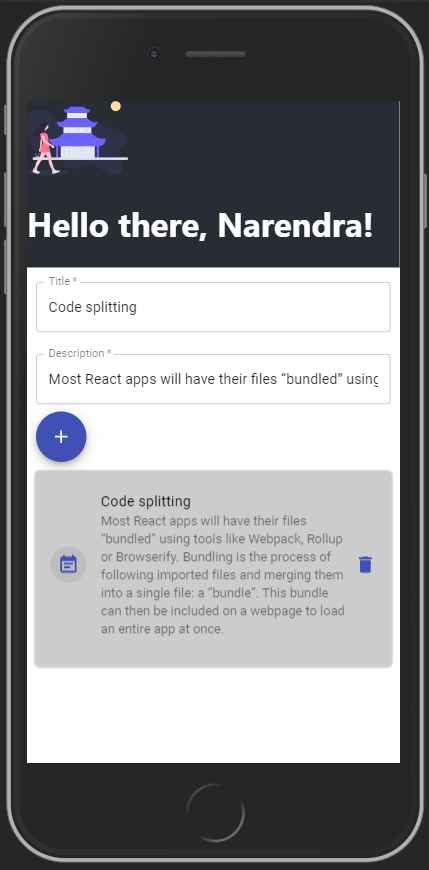 Hello there, Narendra!
Title *
Code splitting
Description *
Most React apps will have their files “bundled” using
Code splitting
Most React apps will have their files
“bundled” using tools like Webpack, Rollup
or Browserify. Bundling is the process of
following imported files and merging them
into a single file: a “bundle”. This bundle
can then be included on a webpage to load
an entire app at once.